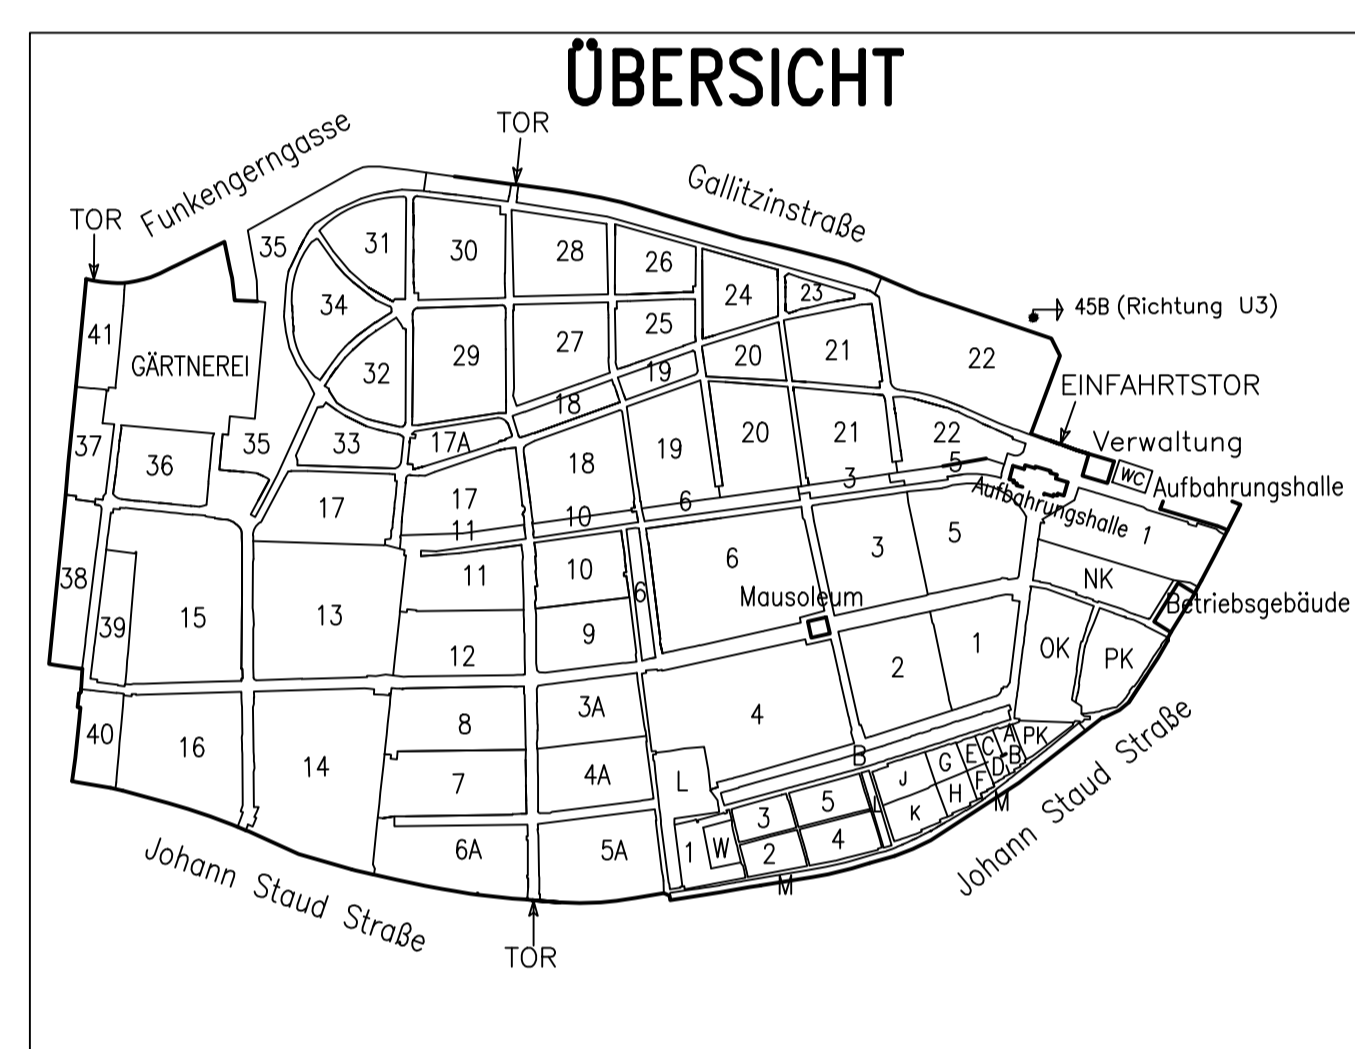 ÜBERSICHT
TOR
Funkengerngasse
TOR
Gallitzinstraße
35
31
30
28
26
24
23
34
25
45B (Richtung U3)
41
GÄRTNEREI
32
29
27
20
21
22
19
EINFAHRTSTOR
18
37
35
33
17A
36
18
19
20
21
22
Verwaltung
WC
Aufbahrungshalle
17
17
11
10
6
3
5
Aufbahrungshalle
1
38
39
15
13
11
10
6
6
3
5
NK
Mausoleum
Betriebsgebäude
12
9
2
1
OK
PK
40
16
14
8
3A
4
B
7
4A
L
J
G
E
C
A
B
PK
K
H
F
D
L
M
6A
5A
1
W
3
5
2
4
M
Johann Staud Straße
Johann Staud Straße
TOR